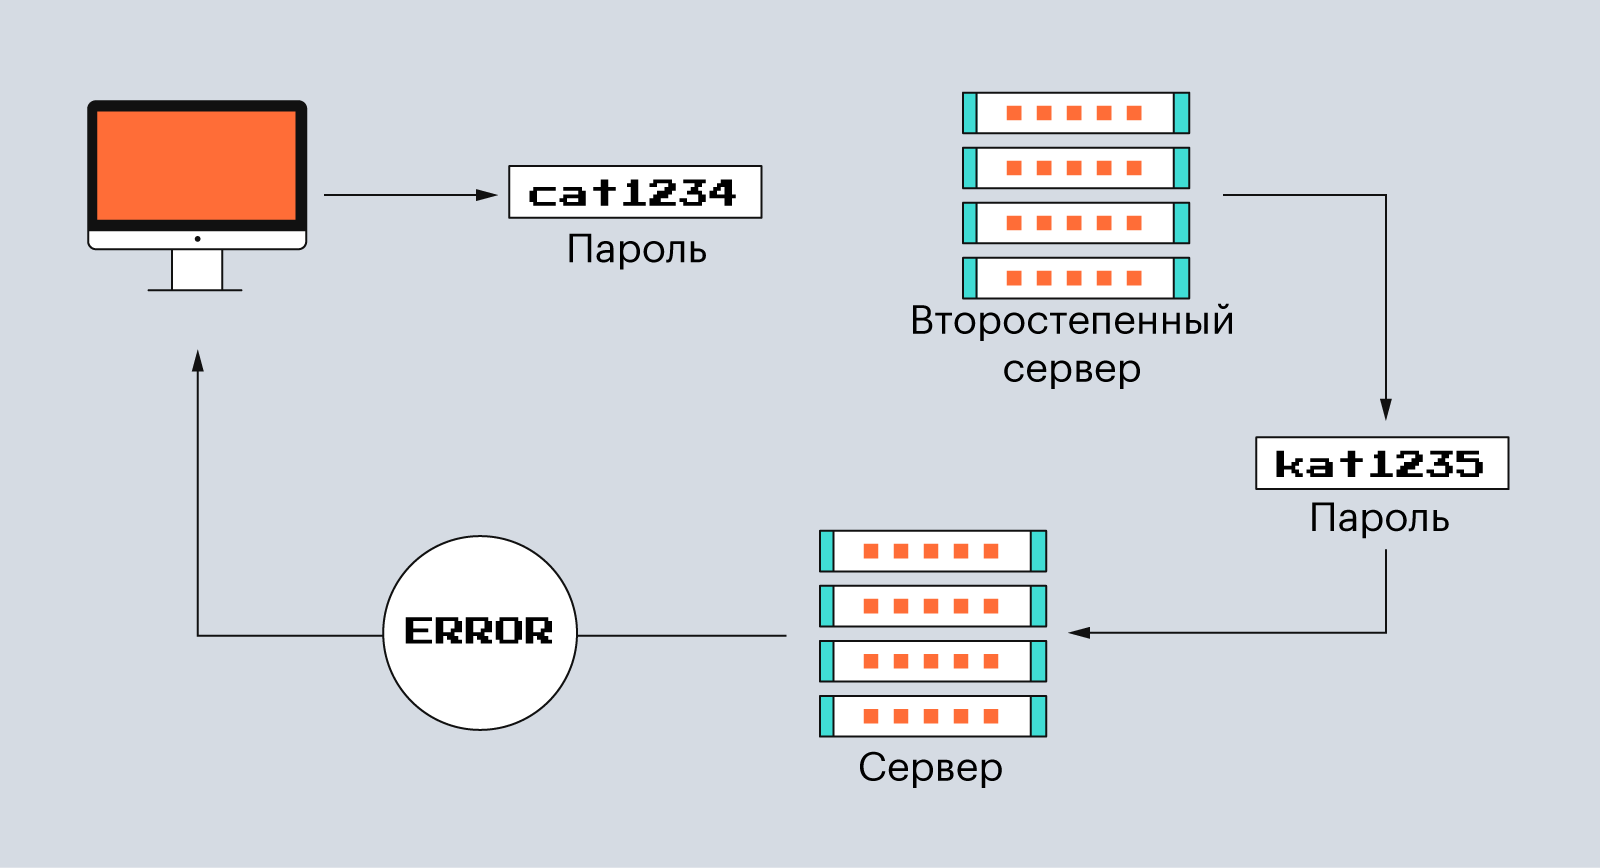 cat1234
Пароль
Второстепенный
сервер
kat1235
Пароль
ERROR
Сервер